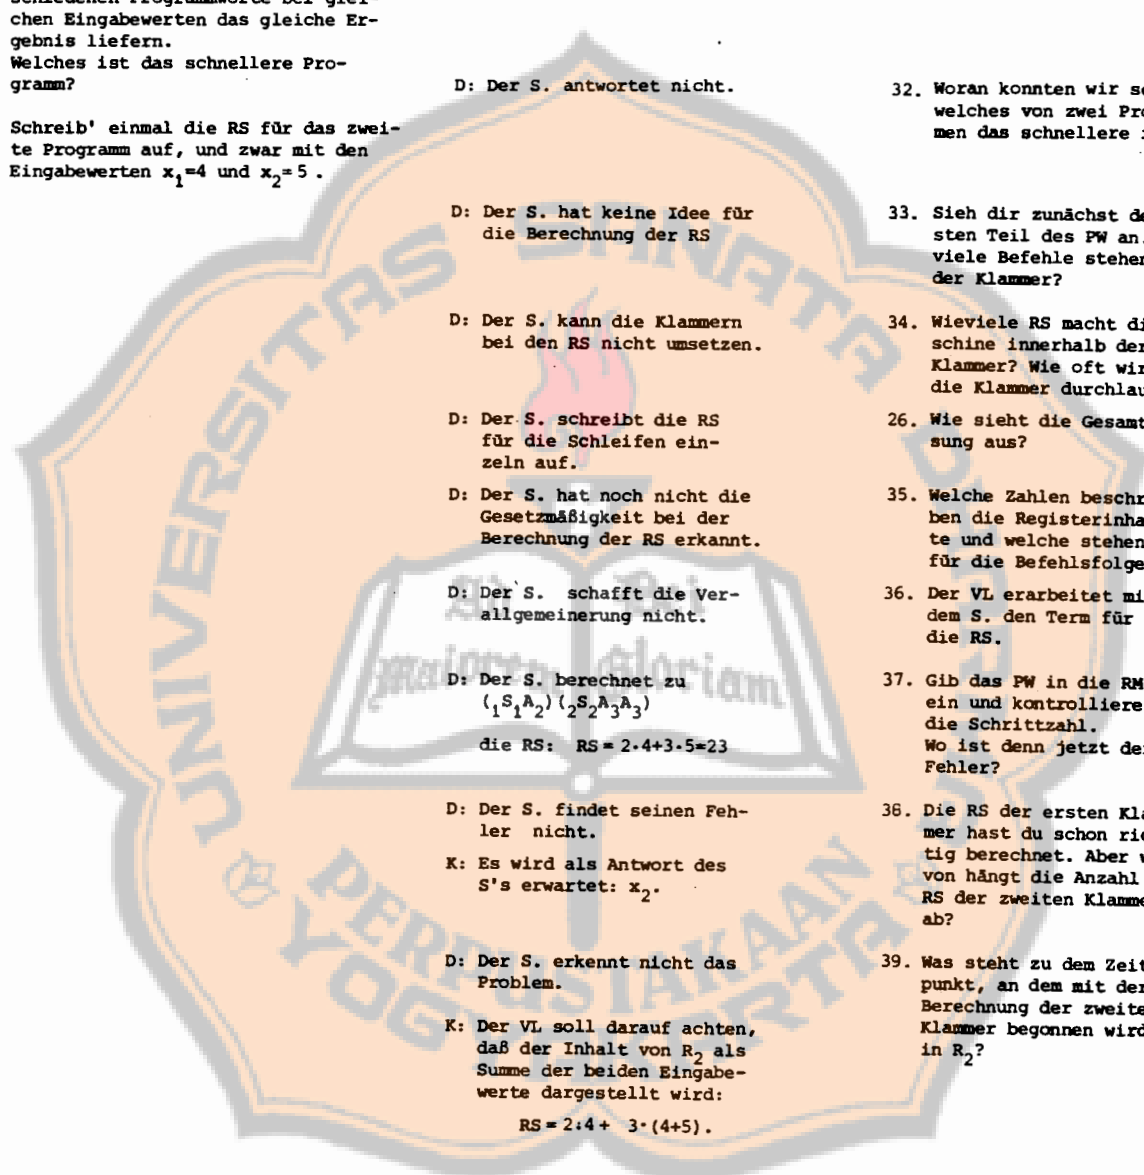 chen Eingabewerten das gleiche Er-
gebnis liefern.
Welches ist das schnellere Pro-
gramm?
Schreib' einmal die RS für das zwei-
te Programm auf, und zwar mit den
Eingabewerten x₁=4 und x₂=5 .
D: Der S. antwortet nicht.
D: Der S. hat keine Idee für
die Berechnung der RS
D: Der S. kann die Klammern
bei den RS nicht umsetzen.
D: Der S. schreibt die RS
für die Schleifen ein-
zeln auf.
D: Der S. hat noch nicht die
Gesetzmäßigkeit bei der
Berechnung der RS erkannt.
D: Der S. schafft die Ver-
allgemeinerung nicht.
D: Der S. berechnet zu
(₁S₁A₂)(₂S₂A₃A₃)
die RS: RS = 2·4+3·5=23
D: Der S. findet seinen Feh-
ler nicht.
K: Es wird als Antwort des
S's erwartet: x₂.
D: Der S. erkennt nicht das
Problem.
K: Der VL soll darauf achten,
daß der Inhalt von R₂ als
Summe der beiden Eingabe-
werte dargestellt wird:
RS = 2·4 + 3·(4+5).
32. Woran konnten wir se
welches von zwei Pro
men das schnellere i
33. Sieh dir zunächst de
sten Teil des PW an.
viele Befehle stehen
der Klammer?
34. Wieviele RS macht di
schine innerhalb der
Klammer? Wie oft wir
die Klammer durchlau
26. Wie sieht die Gesamt
sung aus?
35. Welche Zahlen beschr
ben die Registerinha
te und welche stehen
für die Befehlsfolge
36. Der VL erarbeitet mi
dem S. den Term für
die RS.
37. Gib das PW in die RM
ein und kontrolliere
die Schrittzahl.
Wo ist denn jetzt de
Fehler?
38. Die RS der ersten Kla
mer hast du schon ric
tig berechnet. Aber w
von hängt die Anzahl
RS der zweiten Klamme
ab?
39. Was steht zu dem Zeit
punkt, an dem mit der
Berechnung der zweite
Klammer begonnen wird
in R₂?
UNIVERSITAS SANATA DHARMA
Ad Dei
Maiorem Gloriam
PERPUSTAKAAN
YOGYAKARTA